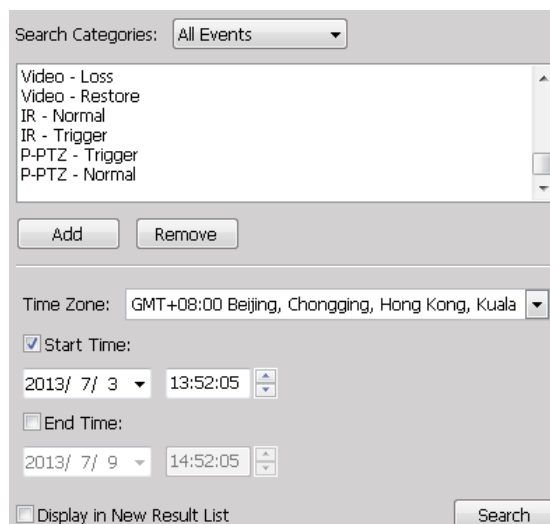 Search Categories: All Events
Video - Loss
Video - Restore
IR - Normal
IR - Trigger
P-PTZ - Trigger
P-PTZ - Normal
Add Remove
Time Zone: GMT+08:00 Beijing, Chongging, Hong Kong, Kuala
Start Time:
2013/ 7/ 3 13:52:05
End Time:
2013/ 7/ 9 14:52:05
Display in New Result List Search